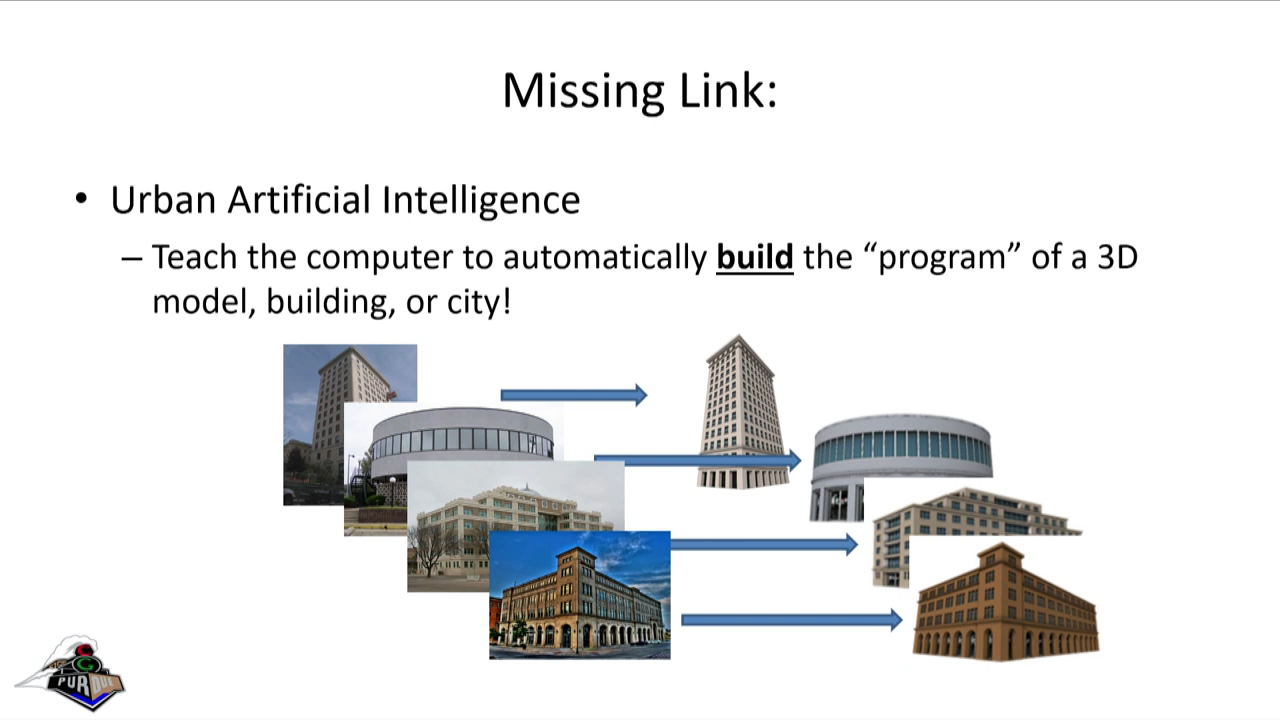 Missing Link:
• Urban Artificial Intelligence
– Teach the computer to automatically build the “program” of a 3D
model, building, or city!
CG
PURDUE